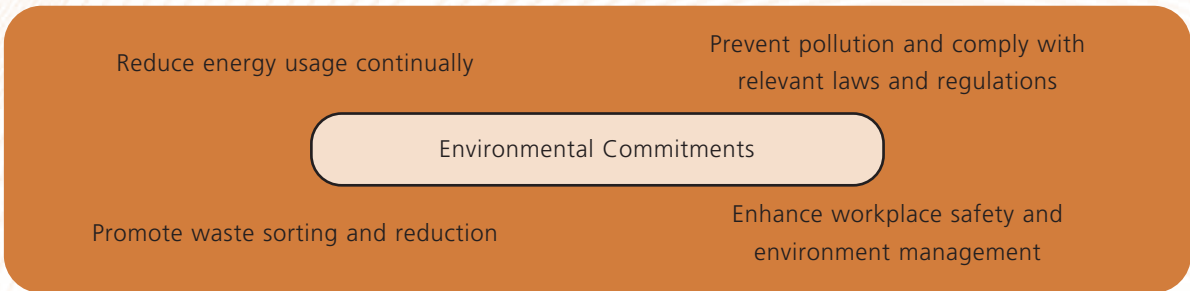 Reduce energy usage continually
Prevent pollution and comply with
relevant laws and regulations
Environmental Commitments
Promote waste sorting and reduction
Enhance workplace safety and
environment management